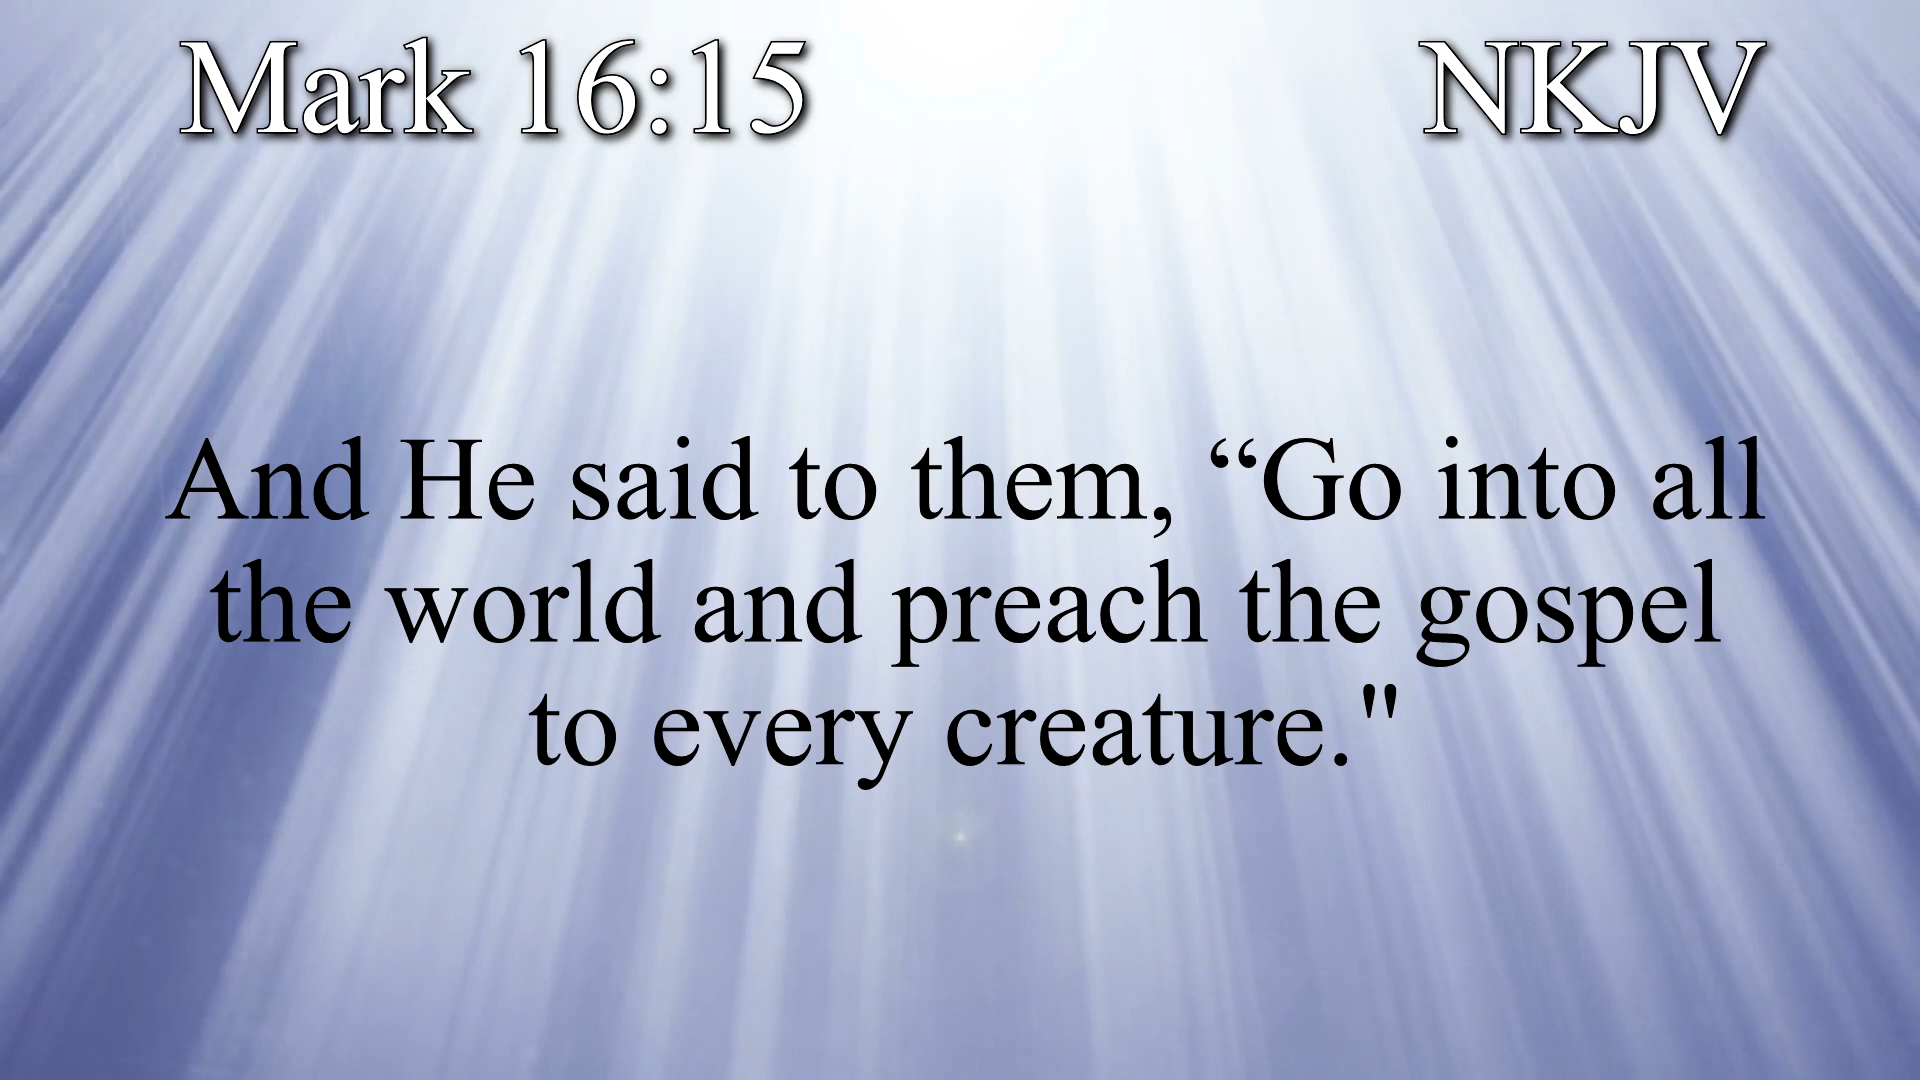 Mark 16:15 NKJV
And He said to them, “Go into all
the world and preach the gospel
to every creature."